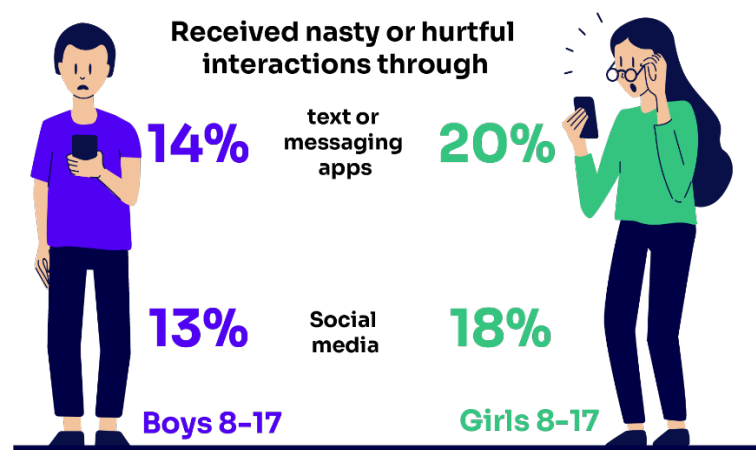 Received nasty or hurtful
interactions through
14%
text or
messaging
apps
20%
13%
Social
media
18%
Boys 8-17
Girls 8-17